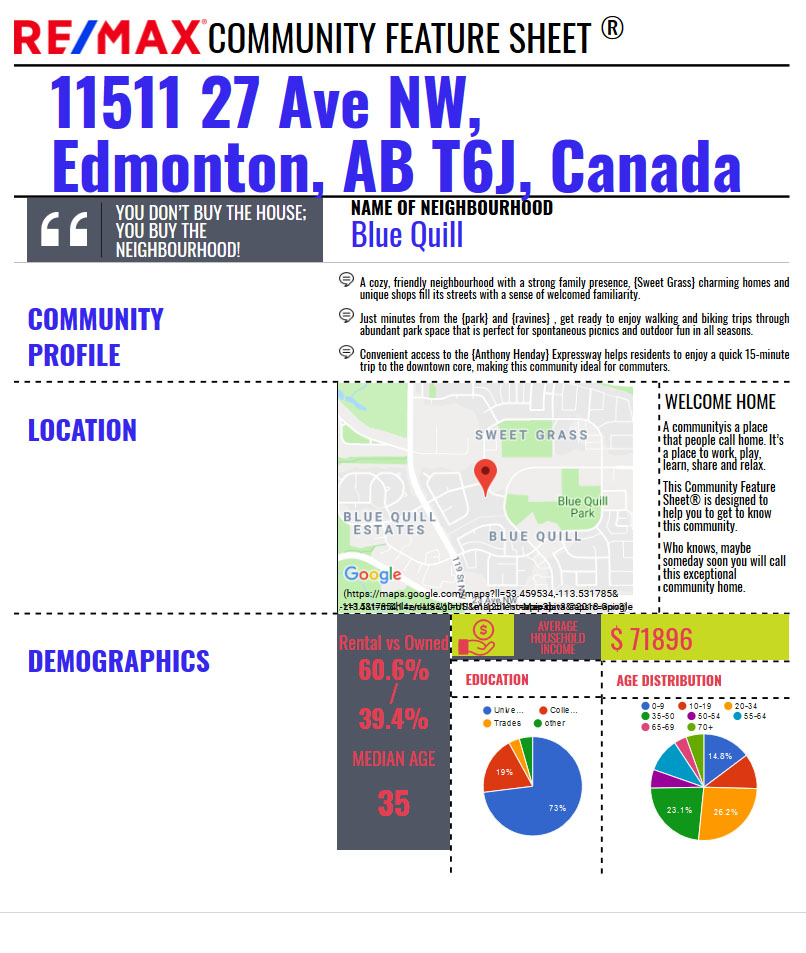 RE/MAX® COMMUNITY FEATURE SHEET ®
11511 27 Ave NW,
Edmonton, AB T6J, Canada
YOU DON'T BUY THE HOUSE;
YOU BUY THE
NEIGHBOURHOOD!
NAME OF NEIGHBOURHOOD
Blue Quill
COMMUNITY
PROFILE
A cozy, friendly neighbourhood with a strong family presence, {Sweet Grass} charming homes and
unique shops fill its streets with a sense of welcomed familiarity.
Just minutes from the {park} and {ravines} , get ready to enjoy walking and biking trips through
abundant park space that is perfect for spontaneous picnics and outdoor fun in all seasons.
Convenient access to the {Anthony Henday} Expressway helps residents to enjoy a quick 15-minute
trip to the downtown core, making this community ideal for commuters.
LOCATION
SWEET GRASS
Blue Quill
Park
BLUE QUILL
ESTATES
BLUE QUILL
119 St NW
23 Ave NW
Google
(https://maps.google.com/maps?ll=53.459534,-113.531785&
WELCOME HOME
A communityis a place
that people call home. It's
a place to work, play,
learn, share and relax.
This Community Feature
Sheet® is designed to
help you to get to know
this community.
Who knows, maybe
someday soon you will call
this exceptional
community home.
DEMOGRAPHICS
Rental vs Owned
60.6%
/
39.4%
MEDIAN AGE
35
$
AVERAGE
HOUSEHOLD
INCOME
$ 71896
EDUCATION
Unive...
Colle...
Trades
other
19%
73%
AGE DISTRIBUTION
0-9
10-19
20-34
35-50
50-54
55-64
65-69
70+
14.8%
23.1%
26.2%